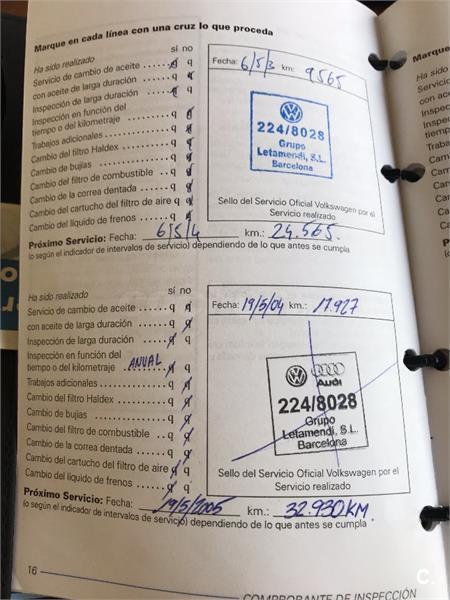 Marque en cada línea con una cruz lo que proceda
Ha sido realizado sí no
Servicio de cambio de aceite ..... q q
con aceite de larga duración ..... q q
Inspección de larga duración ..... q q
Inspección en función del
tiempo o del kilometraje ..... q q
Trabajos adicionales ..... q q
Cambio del filtro Haldex ..... q q
Cambio de bujías ..... q q
Cambio del filtro de combustible .. q q
Cambio de la correa dentada ..... q q
Cambio del cartucho del filtro de aire q q
Cambio del líquido de frenos ..... q q
Fecha: 6/5/3 km: 9565
224/8028
Grupo
Letamendi, S.L.
Barcelona
Sello del Servicio Oficial Volkswagen por el
Servicio realizado
Próximo Servicio: Fecha: 6/5/4 km.: 24.565.
(o según el indicador de intervalos de servicio) dependiendo de lo que antes se cumpla
Ha sido realizado sí no
Servicio de cambio de aceite ..... q q
con aceite de larga duración ..... q q
Inspección de larga duración ..... q q
Inspección en función del
tiempo o del kilometraje ANUAL q q
Trabajos adicionales ..... q q
Cambio del filtro Haldex ..... q q
Cambio de bujías ..... q q
Cambio del filtro de combustible .. q q
Cambio de la correa dentada ..... q q
Cambio del cartucho del filtro de aire q q
Cambio del líquido de frenos ..... q q
Fecha: 19/5/04 km.: 17.927
Audi
224/8028
Grupo
Letamendi, S.L.
Barcelona
Sello del Servicio Oficial Volkswagen por el
Servicio realizado
Próximo Servicio: Fecha: 19/5/2005 km.: 32.930 KM
(o según el indicador de intervalos de servicio) dependiendo de lo que antes se cumpla
16
COMPROBANTE DE INSPECCIÓN
Marque
Ha sido
Servicio
con ace
Inspec
Inspec
tiempo
Trabaj
C.